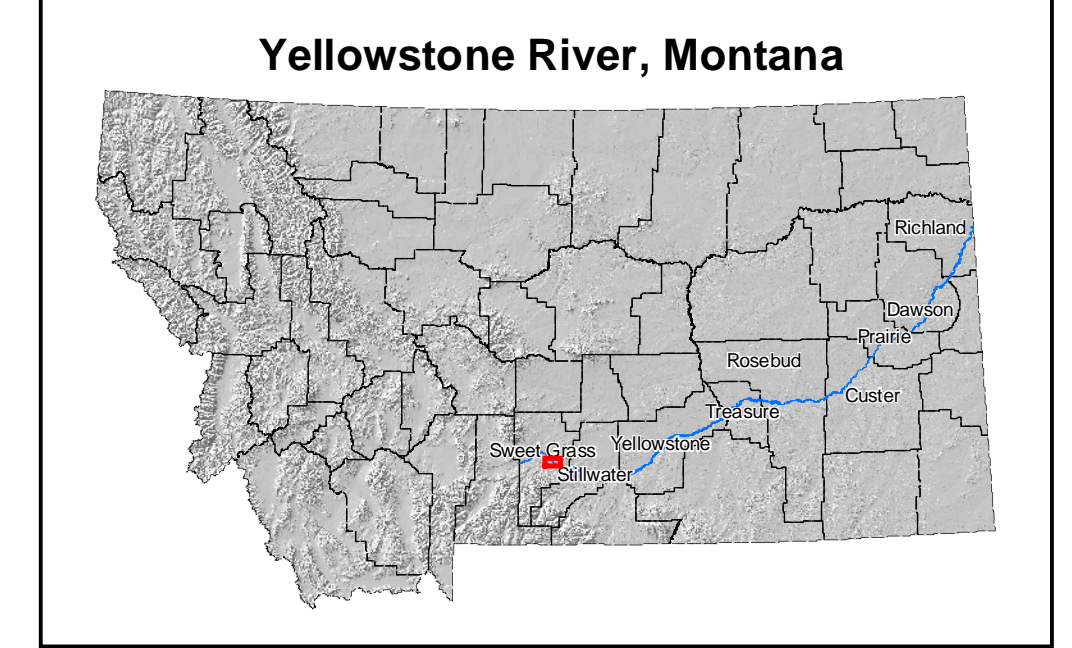 Yellowstone River, Montana
Richland
Dawson
Prairie
Rosebud
Custer
Treasure
Yellowstone
Sweet Grass
Stillwater